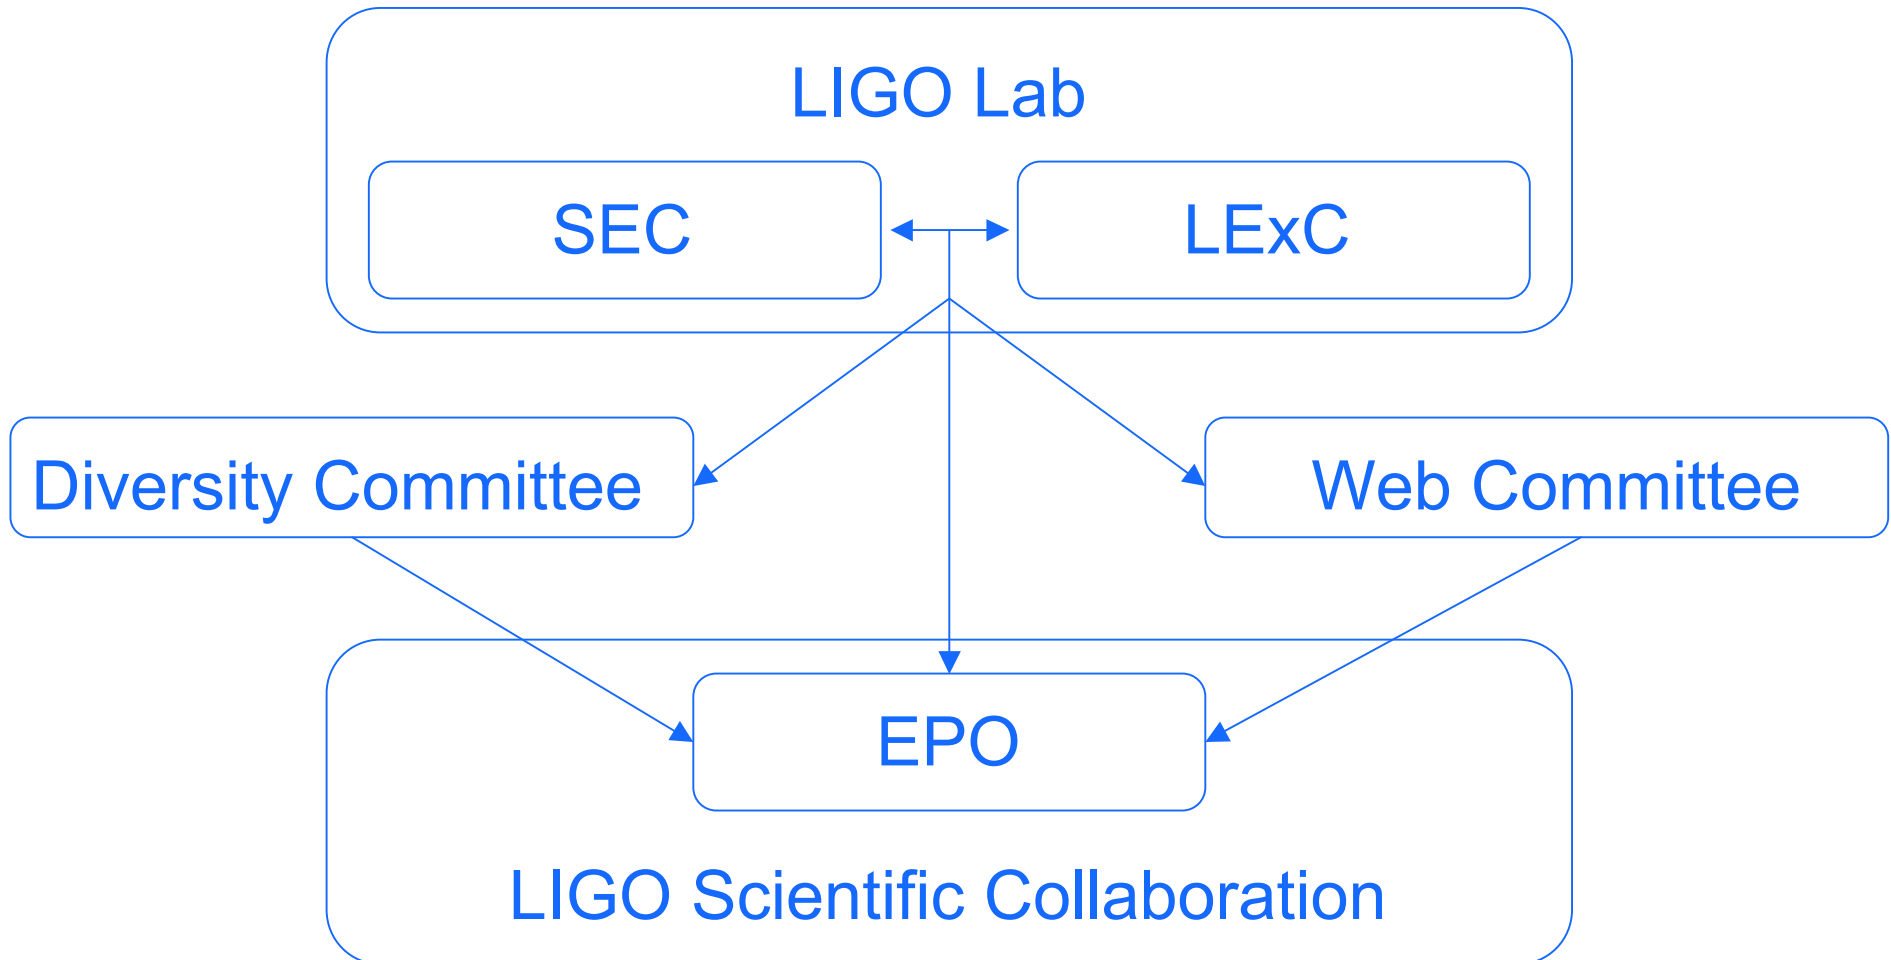 LIGO Lab
SEC
LExC
Diversity Committee
Web Committee
EPO
LIGO Scientific Collaboration